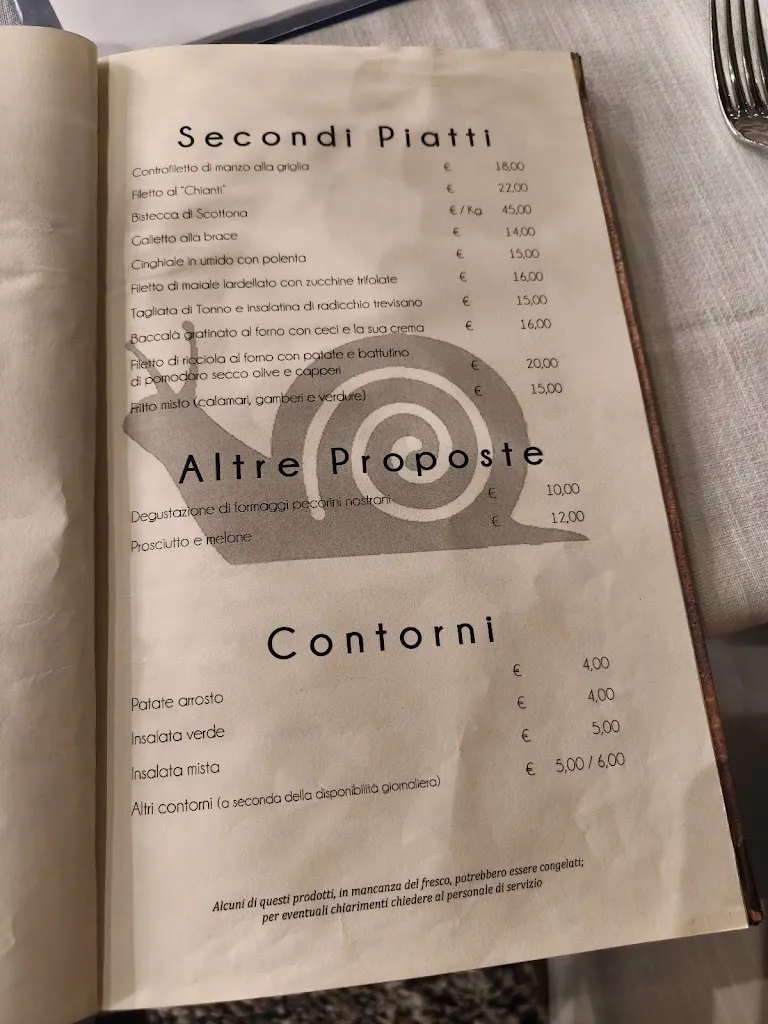 Secondi Piatti
Controfiletto di manzo alla griglia € 18,00
Filetto al "Chianti" € 22,00
Bistecca di Scottona €/Kg 45,00
Galletto alla brace € 14,00
Cinghiale in umido con polenta € 15,00
Filetto di maiale lardellato con zucchine trifolate € 16,00
Tagliata di Tonno e insalatina di radicchio trevisano € 15,00
Baccalà gratinato al forno con ceci e la sua crema € 16,00
Filetto di ricciola al forno con patate e battutino
di pomodoro secco olive e capperi € 20,00
Fritto misto (calamari, gamberi e verdure) € 15,00
Altre Proposte
Degustazione di formaggi pecorini nostrani € 10,00
Prosciutto e melone € 12,00
Contorni
Patate arrosto € 4,00
Insalata verde € 4,00
Insalata mista € 5,00
Altri contorni (a seconda della disponibilità giornaliera) € 5,00 / 6,00
Alcuni di questi prodotti, in mancanza del fresco, potrebbero essere congelati;
per eventuali chiarimenti chiedere al personale di servizio